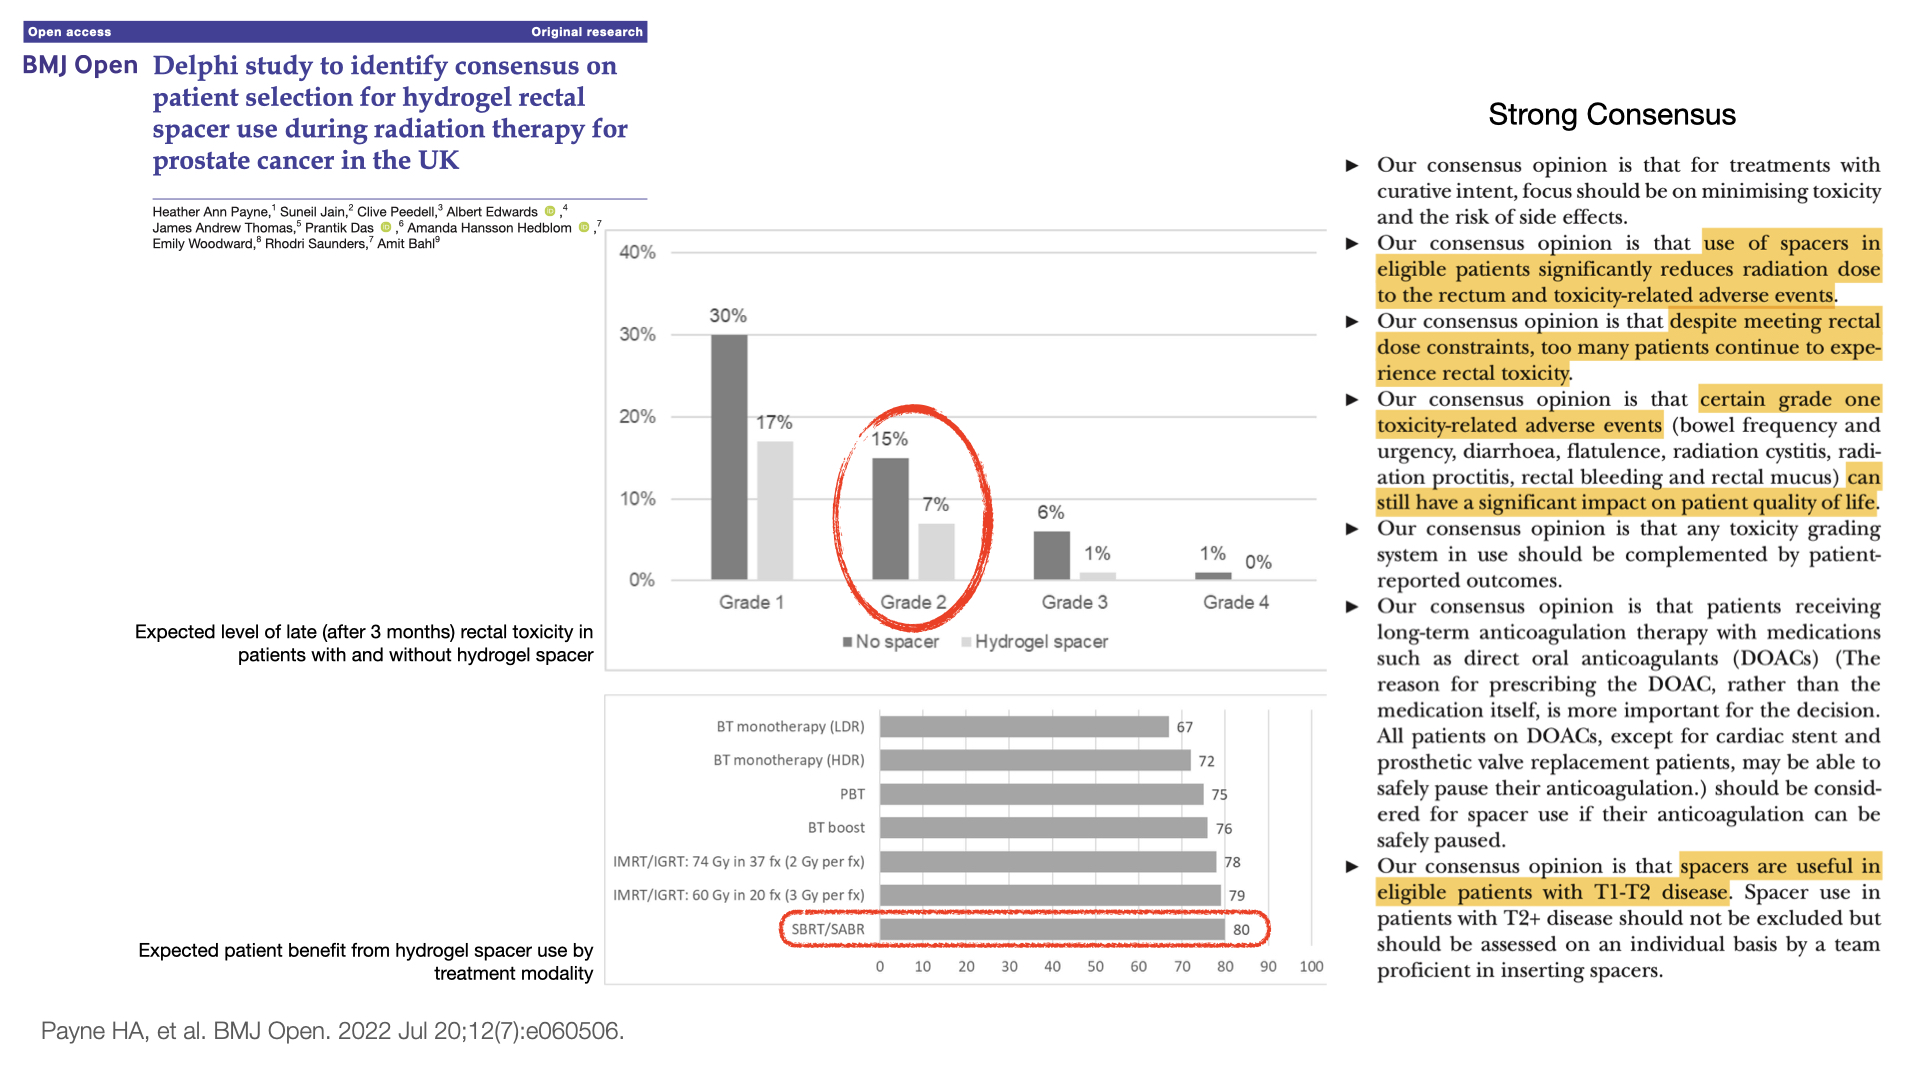 Open access
Original research
BMJ Open
Delphi study to identify consensus on
patient selection for hydrogel rectal
spacer use during radiation therapy for
prostate cancer in the UK
Heather Ann Payne,1 Suneil Jain,2 Clive Peedell,3 Albert Edwards iD ,4
James Andrew Thomas,5 Prantik Das iD ,6 Amanda Hansson Hedblom iD ,7
Emily Woodward,8 Rhodri Saunders,7 Amit Bahl9
40%
30%
20%
10%
0%
30%
17%
15%
7%
6%
1%
1%
0%
Grade 1
Grade 2
Grade 3
Grade 4
No spacer
Hydrogel spacer
Expected level of late (after 3 months) rectal toxicity in
patients with and without hydrogel spacer
BT monotherapy (LDR) 67
BT monotherapy (HDR) 72
PBT 75
BT boost 76
IMRT/IGRT: 74 Gy in 37 fx (2 Gy per fx) 78
IMRT/IGRT: 60 Gy in 20 fx (3 Gy per fx) 79
SBRT/SABR 80
0 10 20 30 40 50 60 70 80 90 100
Expected patient benefit from hydrogel spacer use by
treatment modality
Strong Consensus
► Our consensus opinion is that for treatments with
curative intent, focus should be on minimising toxicity
and the risk of side effects.
► Our consensus opinion is that use of spacers in
eligible patients significantly reduces radiation dose
to the rectum and toxicity-related adverse events.
► Our consensus opinion is that despite meeting rectal
dose constraints, too many patients continue to expe-
rience rectal toxicity.
► Our consensus opinion is that certain grade one
toxicity-related adverse events (bowel frequency and
urgency, diarrhoea, flatulence, radiation cystitis, radi-
ation proctitis, rectal bleeding and rectal mucus) can
still have a significant impact on patient quality of life.
► Our consensus opinion is that any toxicity grading
system in use should be complemented by patient-
reported outcomes.
► Our consensus opinion is that patients receiving
long-term anticoagulation therapy with medications
such as direct oral anticoagulants (DOACs) (The
reason for prescribing the DOAC, rather than the
medication itself, is more important for the decision.
All patients on DOACs, except for cardiac stent and
prosthetic valve replacement patients, may be able to
safely pause their anticoagulation.) should be consid-
ered for spacer use if their anticoagulation can be
safely paused.
► Our consensus opinion is that spacers are useful in
eligible patients with T1-T2 disease. Spacer use in
patients with T2+ disease should not be excluded but
should be assessed on an individual basis by a team
proficient in inserting spacers.
Payne HA, et al. BMJ Open. 2022 Jul 20;12(7):e060506.